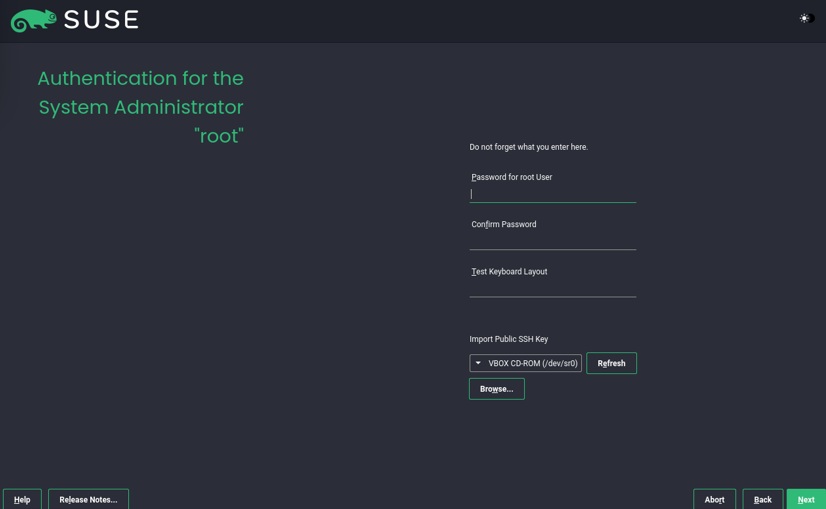 SUSE
Authentication for the
System Administrator
"root"
Do not forget what you enter here.
Password for root User
Confirm Password
Test Keyboard Layout
Import Public SSH Key
VBOX CD-ROM (/dev/sr0) Refresh
Browse...
Help Release Notes... Abort Back Next